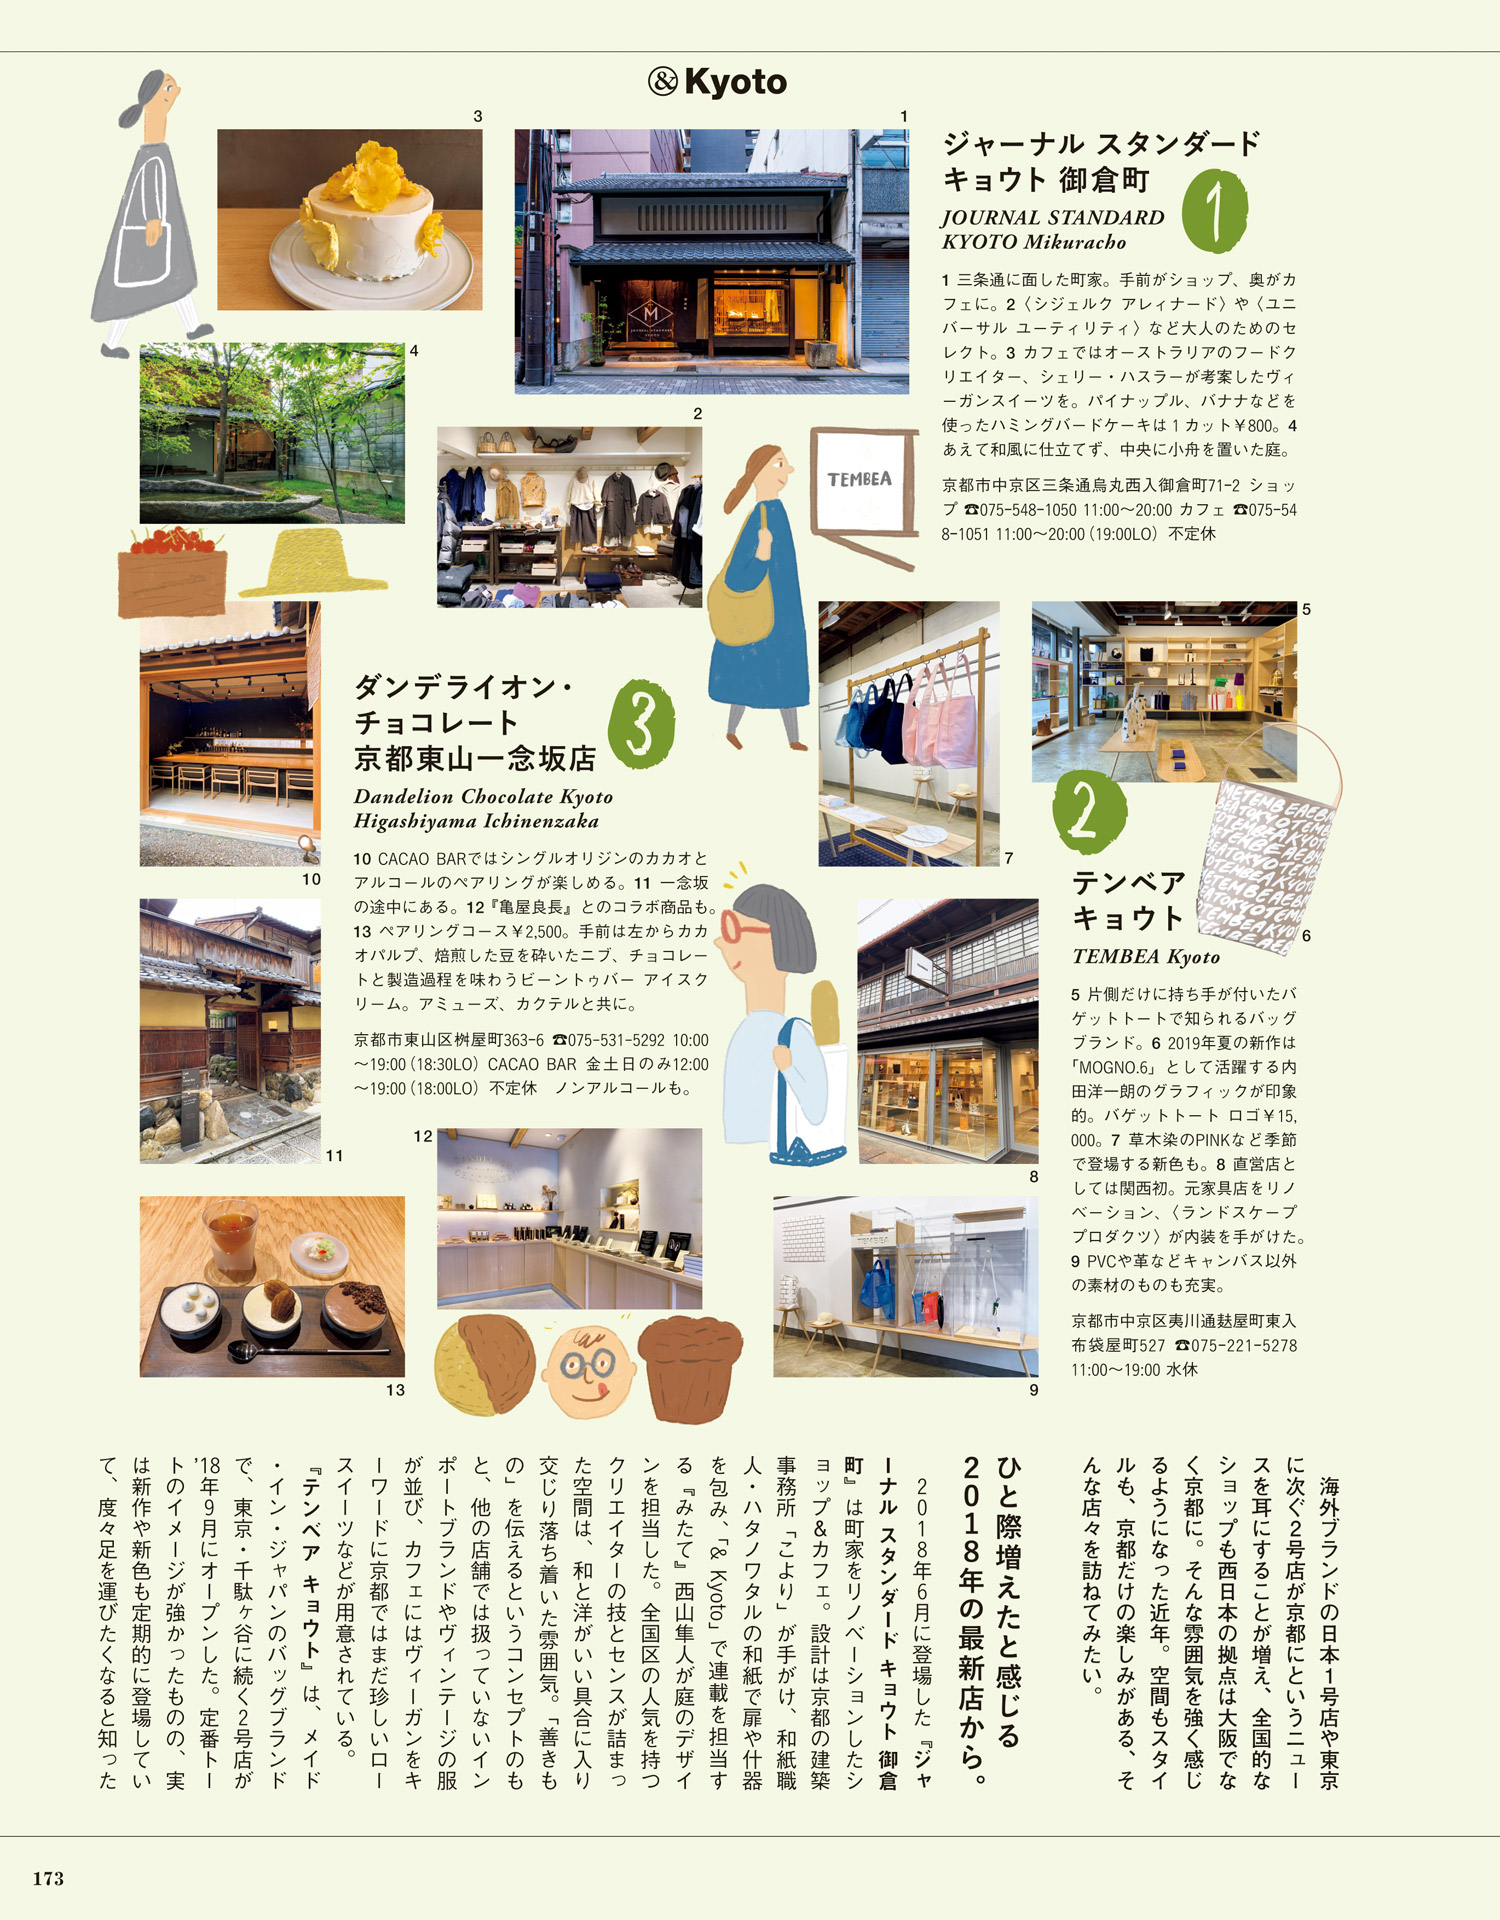 & Kyoto
ジャーナル スタンダード
キョウト 御倉町
1
JOURNAL STANDARD
KYOTO Mikuracho
1 三条通に面した町家。手前がショップ、奥がカ
フェに。2〈シジェルク アレィナード〉や〈ユニ
バーサル ユーティリティ〉など大人のためのセ
レクト。3 カフェではオーストラリアのフードク
リエイター、シェリー・ハスラーが考案したヴィ
ーガンスイーツを。パイナップル、バナナなどを
使ったハミングバードケーキは1カット¥800。4
あえて和風に仕立てず、中央に小舟を置いた庭。
京都市中京区三条通烏丸西入御倉町71-2 ショッ
プ ☎075-548-1050 11:00〜20:00 カフェ ☎075-54
8-1051 11:00〜20:00(19:00LO) 不定休
3
1
4
2
M
JOURNAL STANDARD
KYOTO
TEMBEA
5
7
6
8
9
2
テンベア
キョウト
TEMBEA Kyoto
5 片側だけに持ち手が付いたバ
ゲットトートで知られるバッグ
ブランド。6 2019年夏の新作は
「MOGNO.6」として活躍する内
田洋一朗のグラフィックが印象
的。バゲットトート ロゴ¥15,
000。7 草木染のPINKなど季節
で登場する新色も。8 直営店と
しては関西初。元家具店をリノ
ベーション、〈ランドスケープ
プロダクツ〉が内装を手がけた。
9 PVCや革などキャンバス以外
の素材のものも充実。
京都市中京区夷川通麸屋町東入
布袋屋町527 ☎075-221-5278
11:00〜19:00 水休
TEMBEA
ダンデライオン・
チョコレート
京都東山一念坂店
3
Dandelion Chocolate Kyoto
Higashiyama Ichinenzaka
10 CACAO BARではシングルオリジンのカカオと
アルコールのペアリングが楽しめる。11 一念坂
の途中にある。12『亀屋良長』とのコラボ商品も。
13 ペアリングコース¥2,500。手前は左からカカ
オパルプ、焙煎した豆を砕いたニブ、チョコレー
トと製造過程を味わうビーントゥバー アイスク
リーム。アミューズ、カクテルと共に。
京都市東山区桝屋町363-6 ☎075-531-5292 10:00
〜19:00(18:30LO) CACAO BAR 金土日のみ12:00
〜19:00(18:00LO) 不定休 ノンアルコールも。
10
11
12
13
海外ブランドの日本1号店や東京
に次ぐ2号店が京都にというニュー
スを耳にすることが増え、全国的な
ショップも西日本の拠点は大阪でな
く京都に。そんな雰囲気を強く感じ
るようになった近年。空間もスタイ
ルも、京都だけの楽しみがある、そ
んな店々を訪ねてみたい。
ひと際増えたと感じる
2018年の最新店から。
2018年6月に登場した『ジャ
ーナル スタンダード キョウト 御倉
町』は町家をリノベーションしたシ
ョップ&カフェ。設計は京都の建築
事務所「こより」が手がけ、和紙職
人・ハタノワタルの和紙で扉や什器
を包み、「& Kyoto」で連載を担当す
る『みたて』西山隼人が庭のデザイ
ンを担当した。全国区の人気を持つ
クリエイターの技とセンスが詰まっ
た空間は、和と洋がいい具合に入り
交じり落ち着いた雰囲気。「善きも
の」を伝えるというコンセプトのも
と、他の店舗では扱っていないイン
ポートブランドやヴィンテージの服
が並び、カフェにはヴィーガンをキ
ーワードに京都ではまだ珍しいロー
スイーツなどが用意されている。
『テンベア キョウト』は、メイド
・イン・ジャパンのバッグブランド
で、東京・千駄ヶ谷に続く2号店が
'18年9月にオープンした。定番トー
トのイメージが強かったものの、実
は新作や新色も定期的に登場してい
て、度々足を運びたくなると知った
173